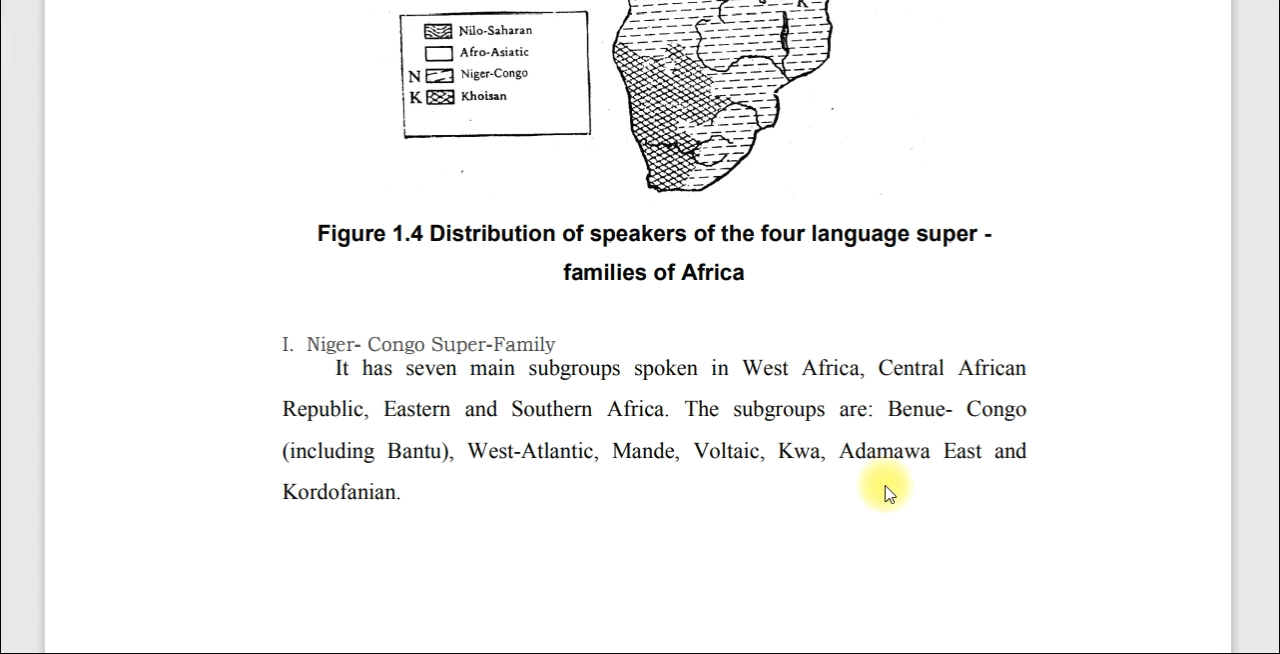 K
Nilo-Saharan
Afro-Asiatic
N Niger-Congo
K Khoisan
Figure 1.4 Distribution of speakers of the four language super -
families of Africa
I. Niger- Congo Super-Family
It has seven main subgroups spoken in West Africa, Central African
Republic, Eastern and Southern Africa. The subgroups are: Benue- Congo
(including Bantu), West-Atlantic, Mande, Voltaic, Kwa, Adamawa East and
Kordofanian.